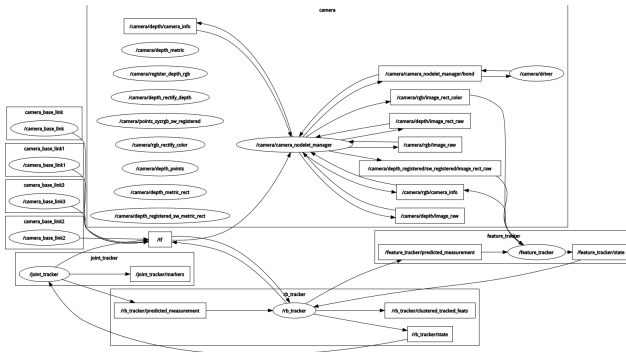 camera
/camera/depth/camera_info
/camera/depth_metric
/camera/register_depth_rgb
/camera/depth_rectify_depth
/camera/points_xyzrgb_sw_registered
/camera/rgb_rectify_color
/camera/depth_points
/camera/depth_metric_rect
/camera/depth_registered_sw_metric_rect
/camera/camera_nodelet_manager
/camera/camera_nodelet_manager/bond
/camera/driver
/camera/rgb/image_rect_color
/camera/depth/image_rect_raw
/camera/rgb/image_raw
/camera/depth_registered/sw_registered/image_rect_raw
/camera/rgb/camera_info
/camera/depth/image_raw
camera_base_link
/camera_base_link
camera_base_link1
/camera_base_link1
camera_base_link3
/camera_base_link3
camera_base_link2
/camera_base_link2
/tf
joint_tracker
/joint_tracker
/joint_tracker/markers
feature_tracker
/feature_tracker/predicted_measurement
/feature_tracker
/feature_tracker/state
rb_tracker
/rb_tracker/predicted_measurement
/rb_tracker
/rb_tracker/clustered_tracked_feats
/rb_tracker/state